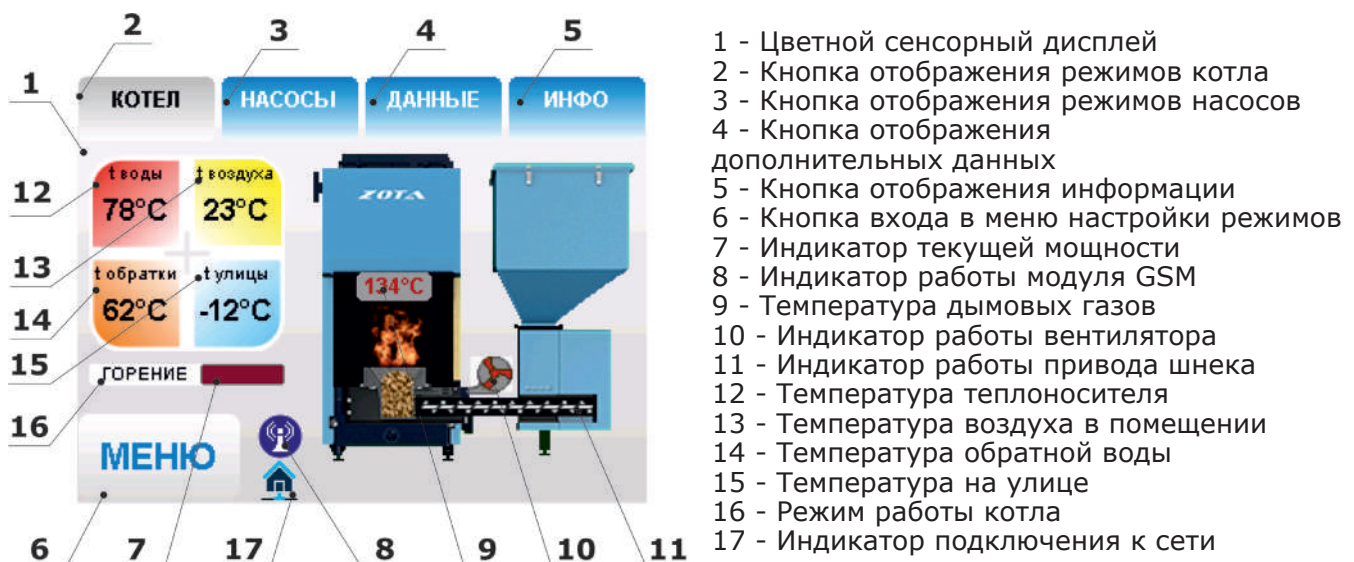 2
3
4
5
1
КОТЕЛ
НАСОСЫ
ДАННЫЕ
ИНФО
12
t воды
78°C
t воздуха
23°C
13
14
t обратки
62°C
t улицы
-12°C
15
ГОРЕНИЕ
16
МЕНЮ
ZOTA
134°C
6
7
17
8
9
10
11
1 - Цветной сенсорный дисплей
2 - Кнопка отображения режимов котла
3 - Кнопка отображения режимов насосов
4 - Кнопка отображения
дополнительных данных
5 - Кнопка отображения информации
6 - Кнопка входа в меню настройки режимов
7 - Индикатор текущей мощности
8 - Индикатор работы модуля GSM
9 - Температура дымовых газов
10 - Индикатор работы вентилятора
11 - Индикатор работы привода шнека
12 - Температура теплоносителя
13 - Температура воздуха в помещении
14 - Температура обратной воды
15 - Температура на улице
16 - Режим работы котла
17 - Индикатор подключения к сети